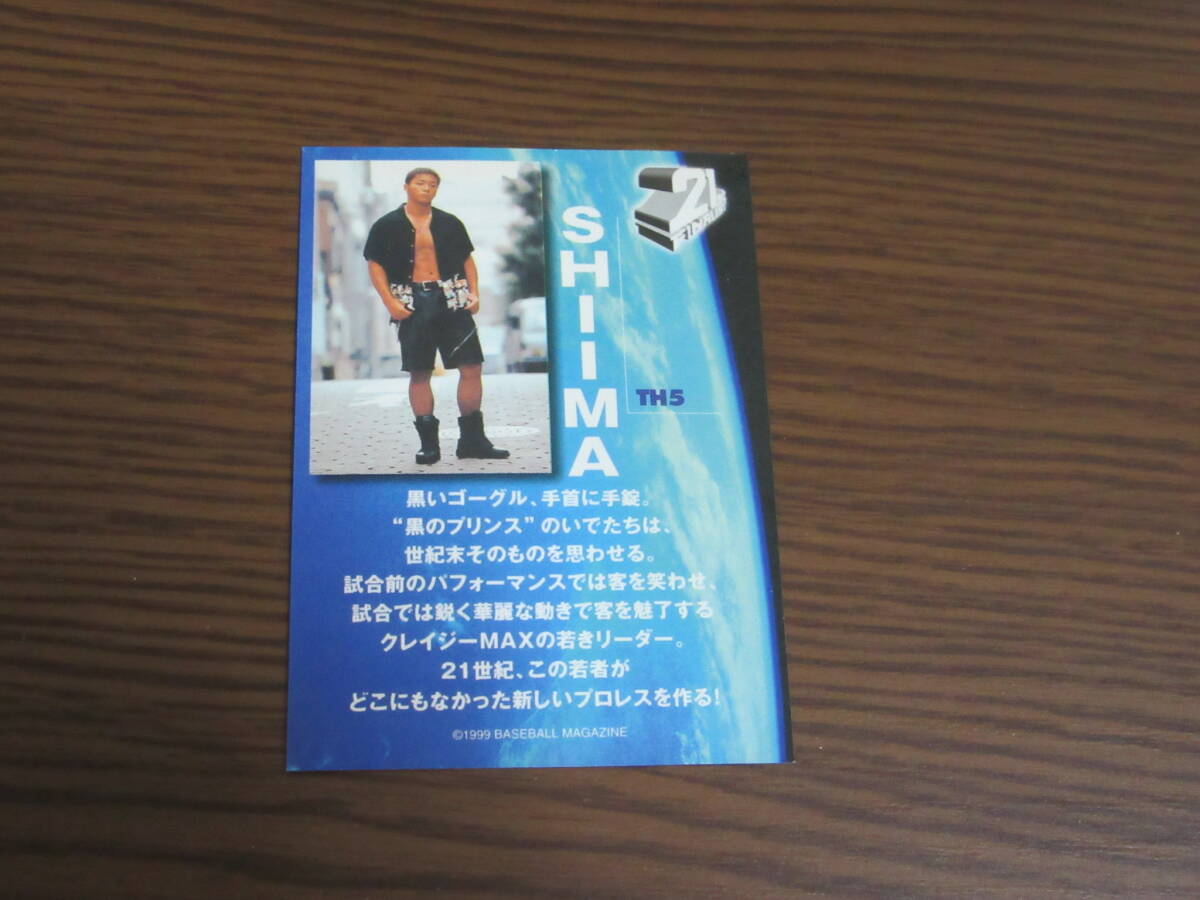 SHIIMA
21
TH5
黒いゴーグル、手首に手錠。
“黒のプリンス”のいでたちは、
世紀末そのものを思わせる。
試合前のパフォーマンスでは客を笑わせ、
試合では鋭く華麗な動きで客を魅了する
クレイジーMAXの若きリーダー。
21世紀、この若者が
どこにもなかった新しいプロレスを作る!
©1999 BASEBALL MAGAZINE